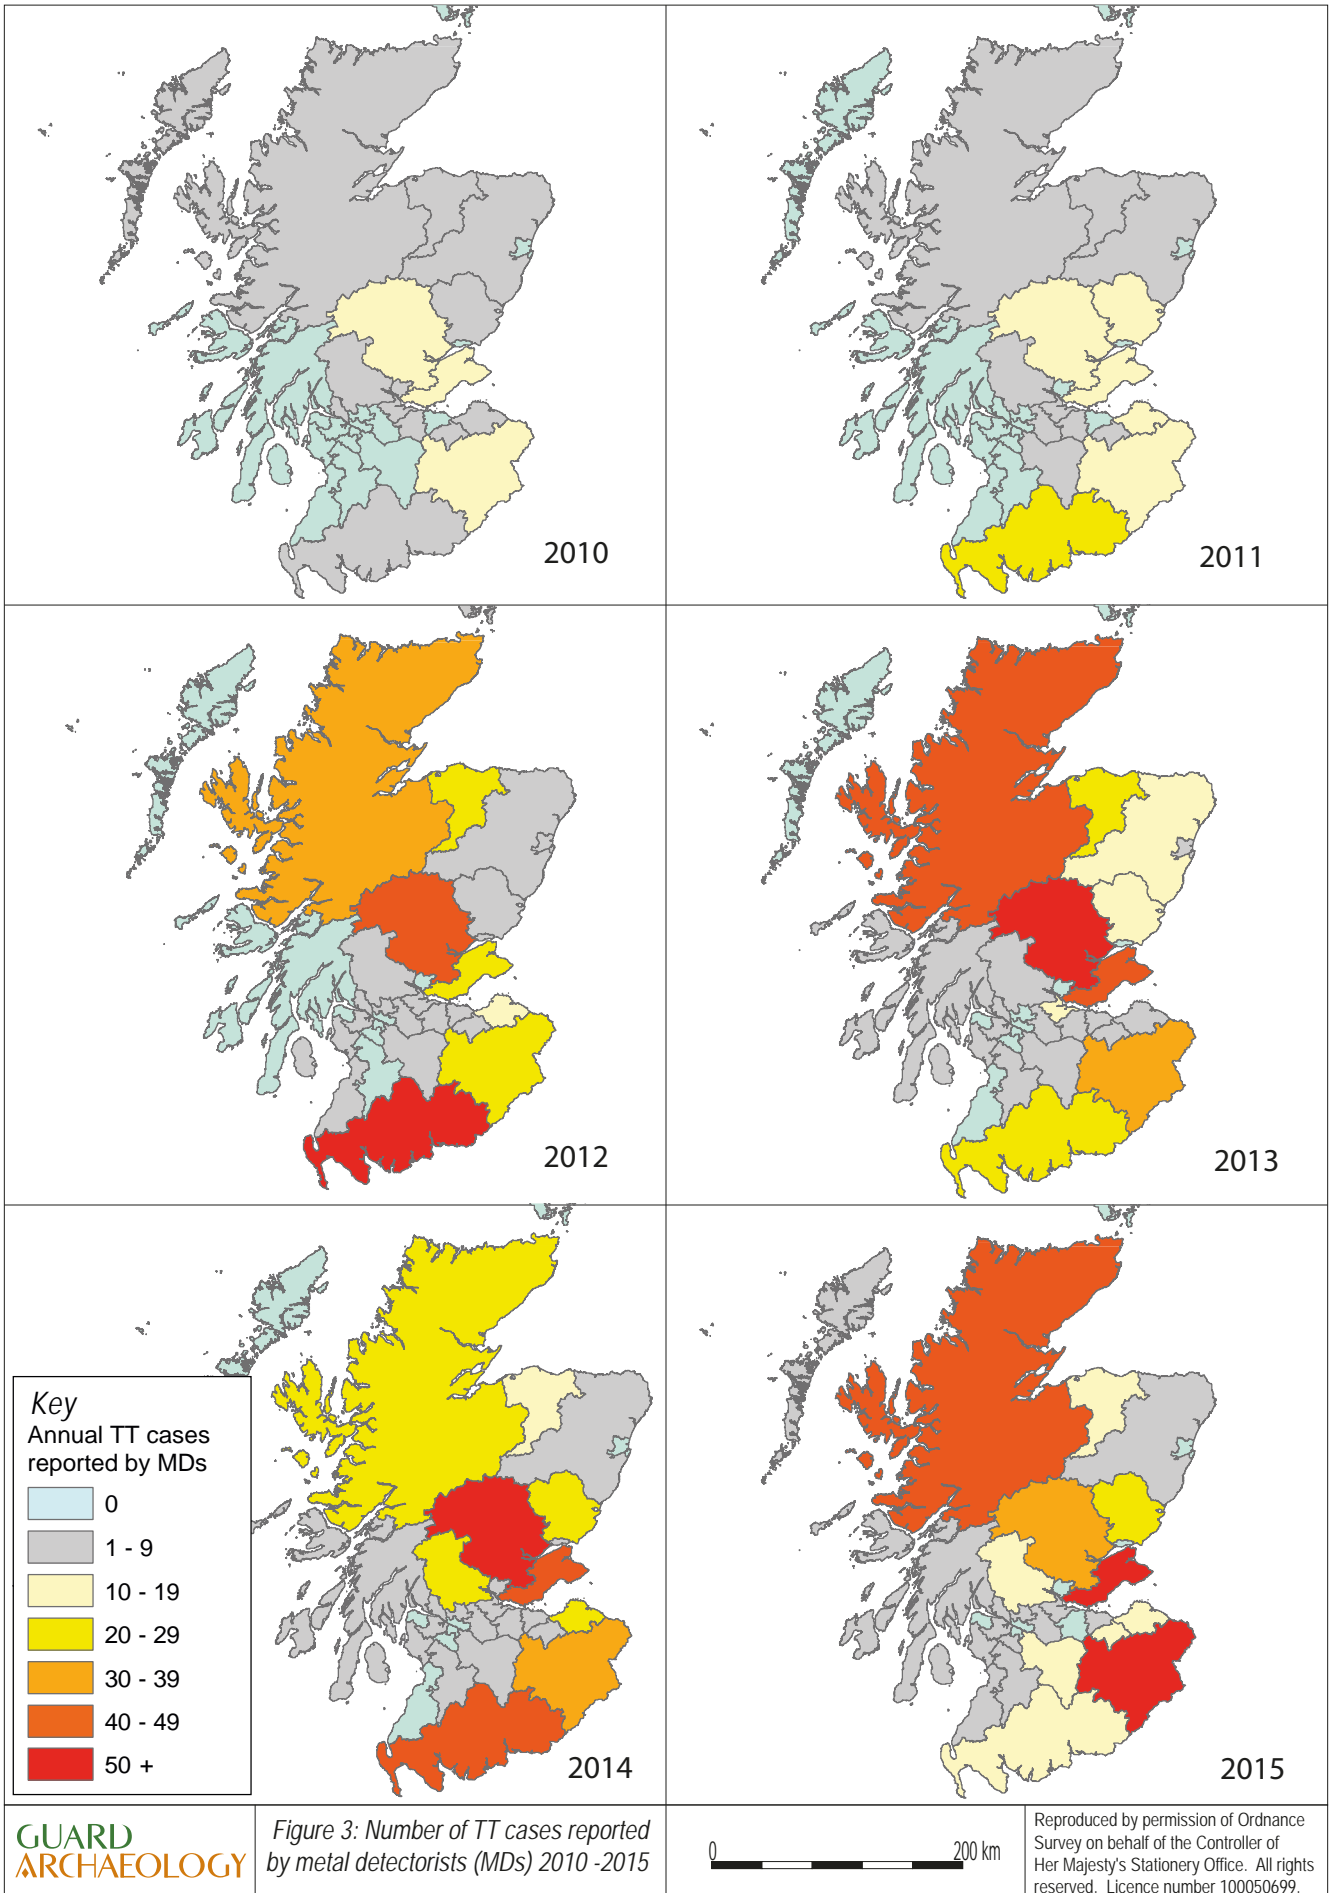 2010
2011
2012
2013
2014
2015
Key
Annual TT cases
reported by MDs
0
1 - 9
10 - 19
20 - 29
30 - 39
40 - 49
50 +
GUARD
ARCHAEOLOGY
Figure 3: Number of TT cases reported
by metal detectorists (MDs) 2010 -2015
0 200 km
Reproduced by permission of Ordnance
Survey on behalf of the Controller of
Her Majesty's Stationery Office. All rights
reserved. Licence number 100050699.